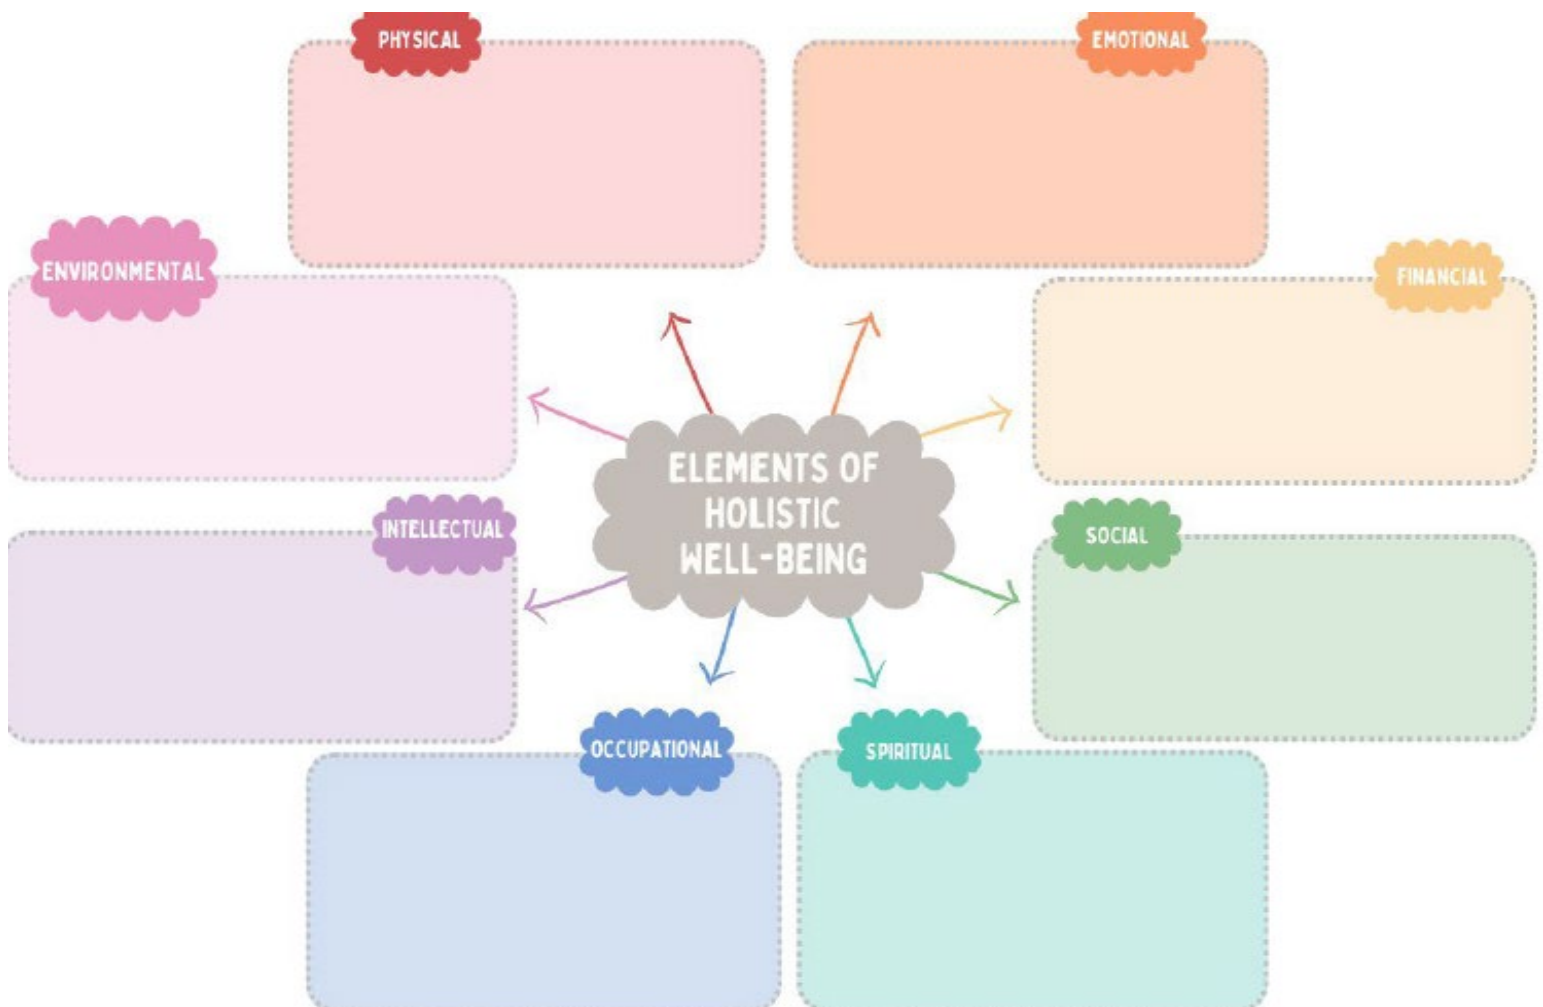 PHYSICAL
EMOTIONAL
ENVIRONMENTAL
FINANCIAL
ELEMENTS OF
HOLISTIC
WELL-BEING
INTELLECTUAL
SOCIAL
OCCUPATIONAL
SPIRITUAL